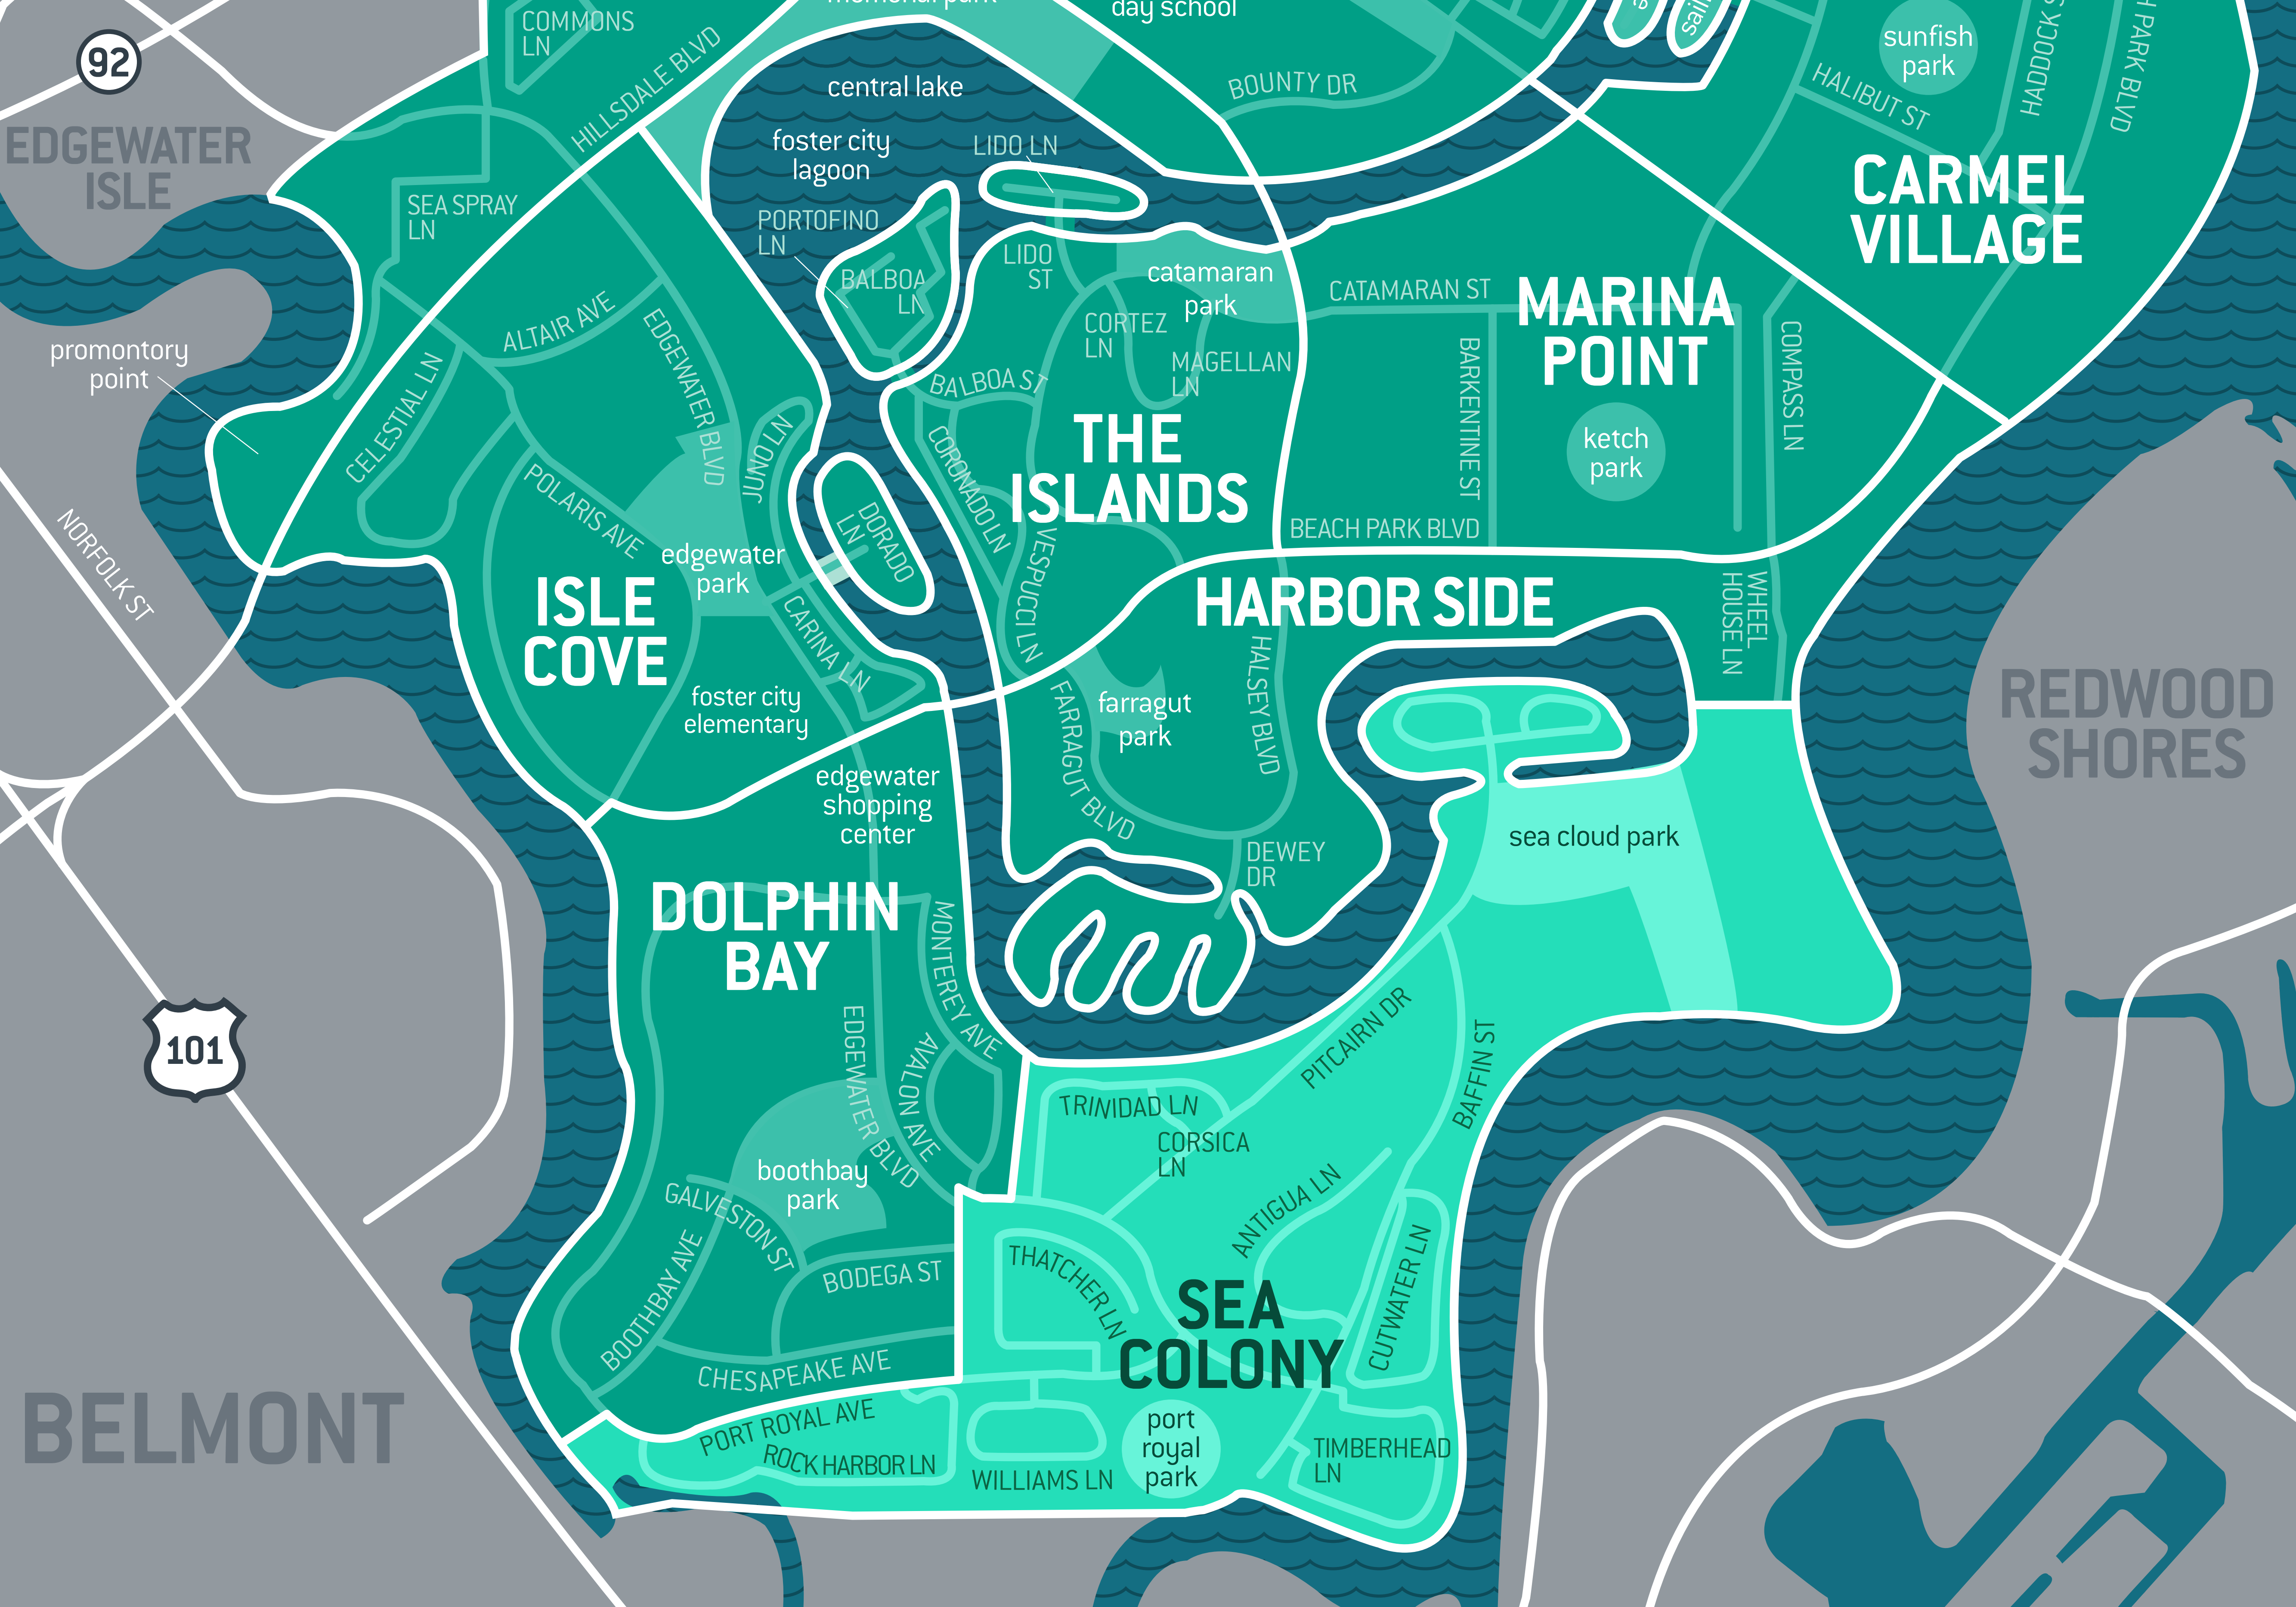 memorial park
day school
COMMONS
LN
HILLSDALE BLVD
92
EDGEWATER
ISLE
central lake
foster city
lagoon
LIDO LN
BOUNTY DR
sunfish
park
HALIBUT ST
PARK BLVD
CARMEL
VILLAGE
SEA SPRAY
LN
PORTOFINO
LN
BALBOA
LN
LIDO
ST
catamaran
park
CATAMARAN ST
MARINA
POINT
promontory
point
ALTAIR AVE
EDGEWATER BLVD
CORTEZ
LN
MAGELLAN
LN
BARKENTINE ST
COMPASS LN
CELESTIAL LN
BALBOA ST
THE
ISLANDS
ketch
park
JUNO LN
CORONADO LN
POLARIS AVE
DORADO
LN
BEACH PARK BLVD
NORFOLK ST
edgewater
park
VESPUCCI LN
ISLE
COVE
HARBOR SIDE
WHEEL
HOUSE LN
CARINA LN
foster city
elementary
FARRAGUT BLVD
farragut
park
HALSEY BLVD
REDWOOD
SHORES
edgewater
shopping
center
sea cloud park
DEWEY
DR
DOLPHIN
BAY
MONTEREY AVE
101
EDGEWATER BLVD
AVALON AVE
PITCAIRN DR
BAFFIN ST
TRINIDAD LN
CORSICA
LN
boothbay
park
GALVESTON ST
ANTIGUA LN
BOOTHBAY AVE
BODEGA ST
THATCHER LN
CUTWATER LN
SEA
COLONY
CHESAPEAKE AVE
BELMONT
PORT ROYAL AVE
ROCK HARBOR LN
WILLIAMS LN
port
royal
park
TIMBERHEAD
LN